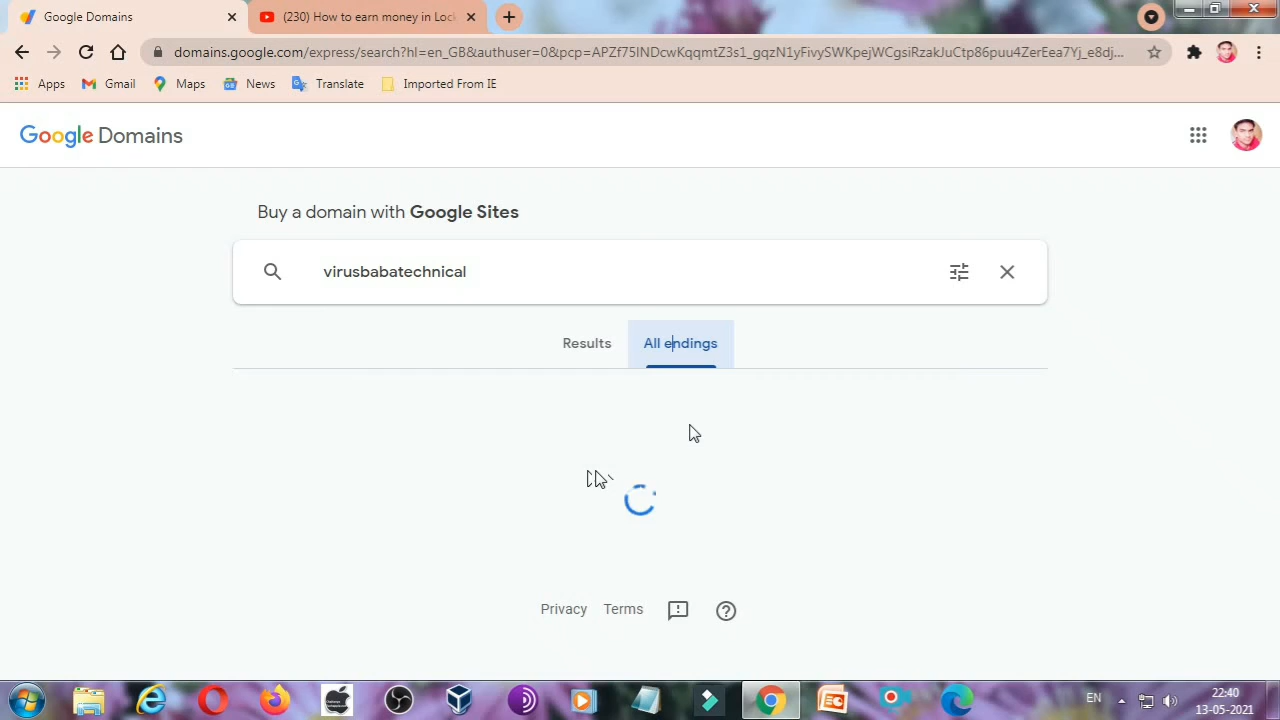 Google Domains
(230) How to earn money in Lock
domains.google.com/express/search?hl=en_GB&authuser=0&pcp=APZf75INDcwKqqmtZ3s1_gqzN1yFivySWKpejWCgsiRzakJuCtp86puu4ZerEea7Yj_e8dj...
Apps Gmail Maps News Translate Imported From IE
Google Domains
Buy a domain with Google Sites
virusbabatechnical
Results All endings
Privacy Terms
EN 22:40
13-05-2021